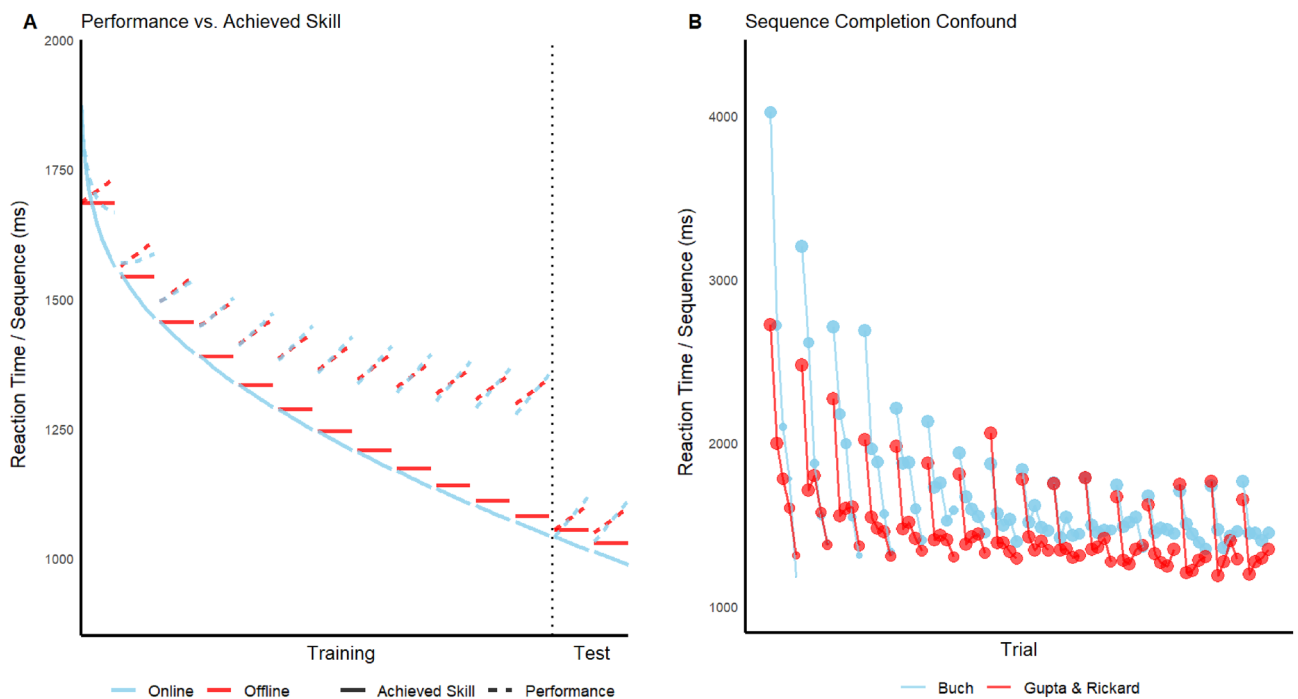 A Performance vs. Achieved Skill
2000
1750
1500
1250
1000
Reaction Time / Sequence (ms)
Training Test
Online Offline Achieved Skill Performance
B Sequence Completion Confound
4000
3000
2000
1000
Reaction Time / Sequence (ms)
Trial
Buch Gupta & Rickard